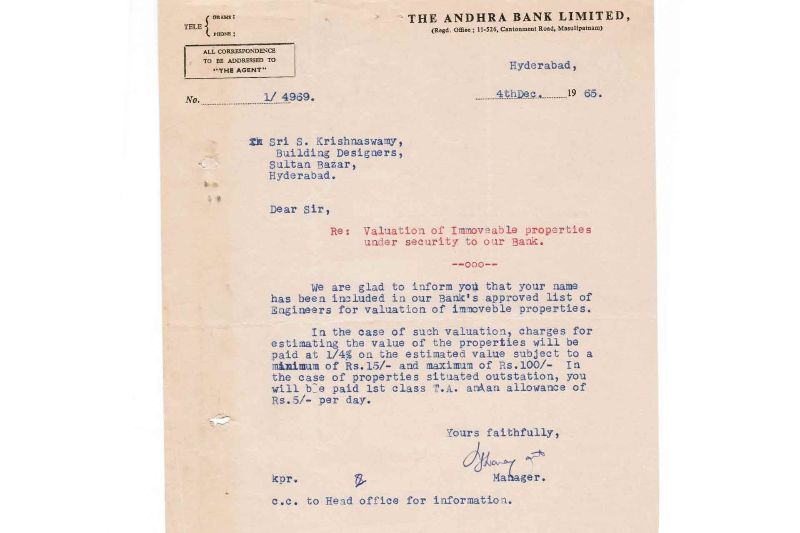 THE ANDHRA BANK LIMITED,
(Regd. Office ; 11-526, Cantonment Road, Masulipatnam)
TELE { GRAMS :
PHONE :
ALL CORRESPONDENCE
TO BE ADDRESSED TO
"THE AGENT"
Hyderabad,
No. 1/ 4969.
4thDec. 19 65.
Sri S. Krishnaswamy,
Building Designers,
Sultan Bazar,
Hyderabad.
Dear Sir,
Re: Valuation of Immoveable properties
under security to our Bank.
--ooo--
We are glad to inform you that your name
has been included in our Bank's approved list of
Engineers for valuation of immoveble properties.
In the case of such valuation, charges for
estimating the value of the properties will be
paid at 1/4% on the estimated value subject to a
minimum of Rs.15/- and maximum of Rs.100/- In
the case of properties situated outstation, you
will be paid 1st class T.A. an allowance of
Rs.5/- per day.
Yours faithfully,
kpr.
Manager.
c.c. to Head office for information.